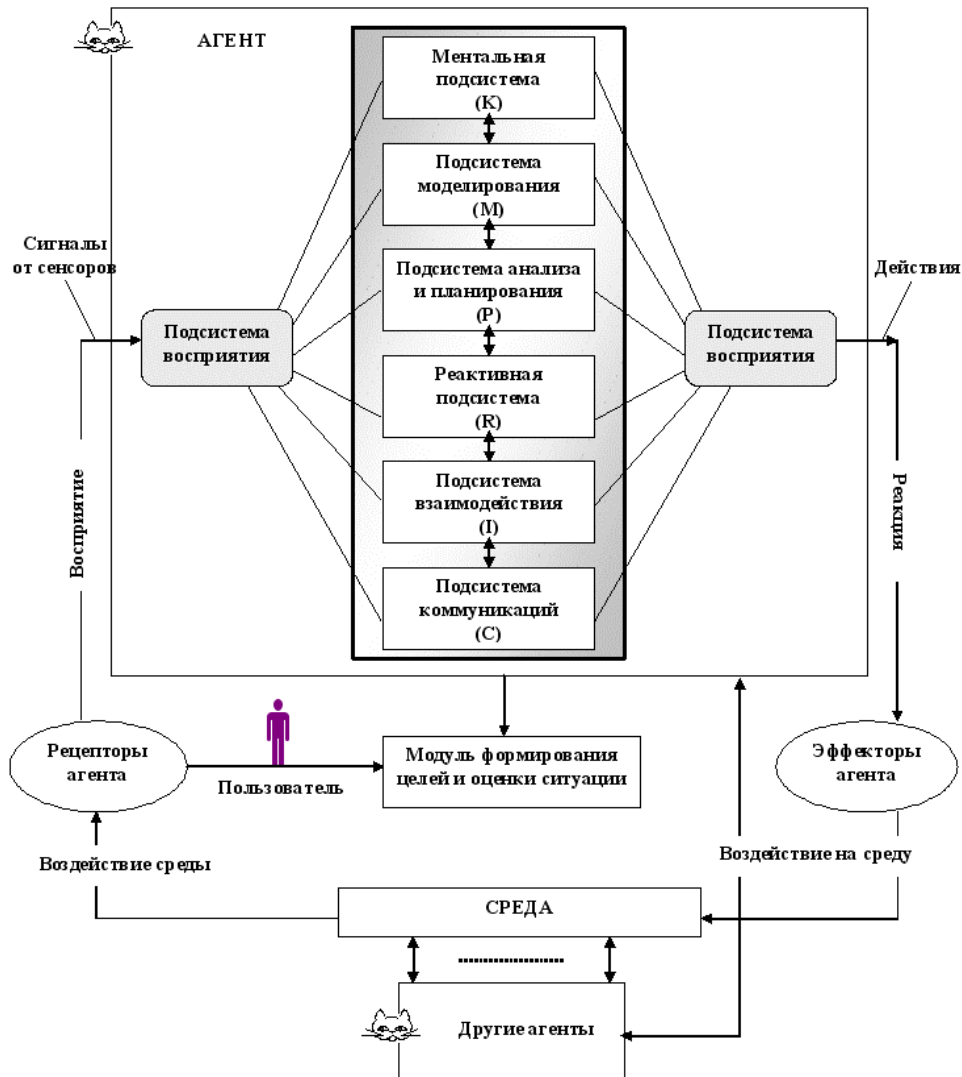 АГЕНТ
Ментальная
подсистема
(K)
Подсистема
моделирования
(M)
Сигналы
от сенсоров
Подсистема анализа
и планирования
(P)
Действия
Подсистема
восприятия
Подсистема
восприятия
Реактивная
подсистема
(R)
Восприятие
Подсистема
взаимодействия
(I)
Реакция
Подсистема
коммуникаций
(C)
Рецепторы
агента
Пользователь
Модуль формирования
целей и оценки ситуации
Эффекторы
агента
Воздействие среды
Воздействие на среду
СРЕДА
Другие агенты